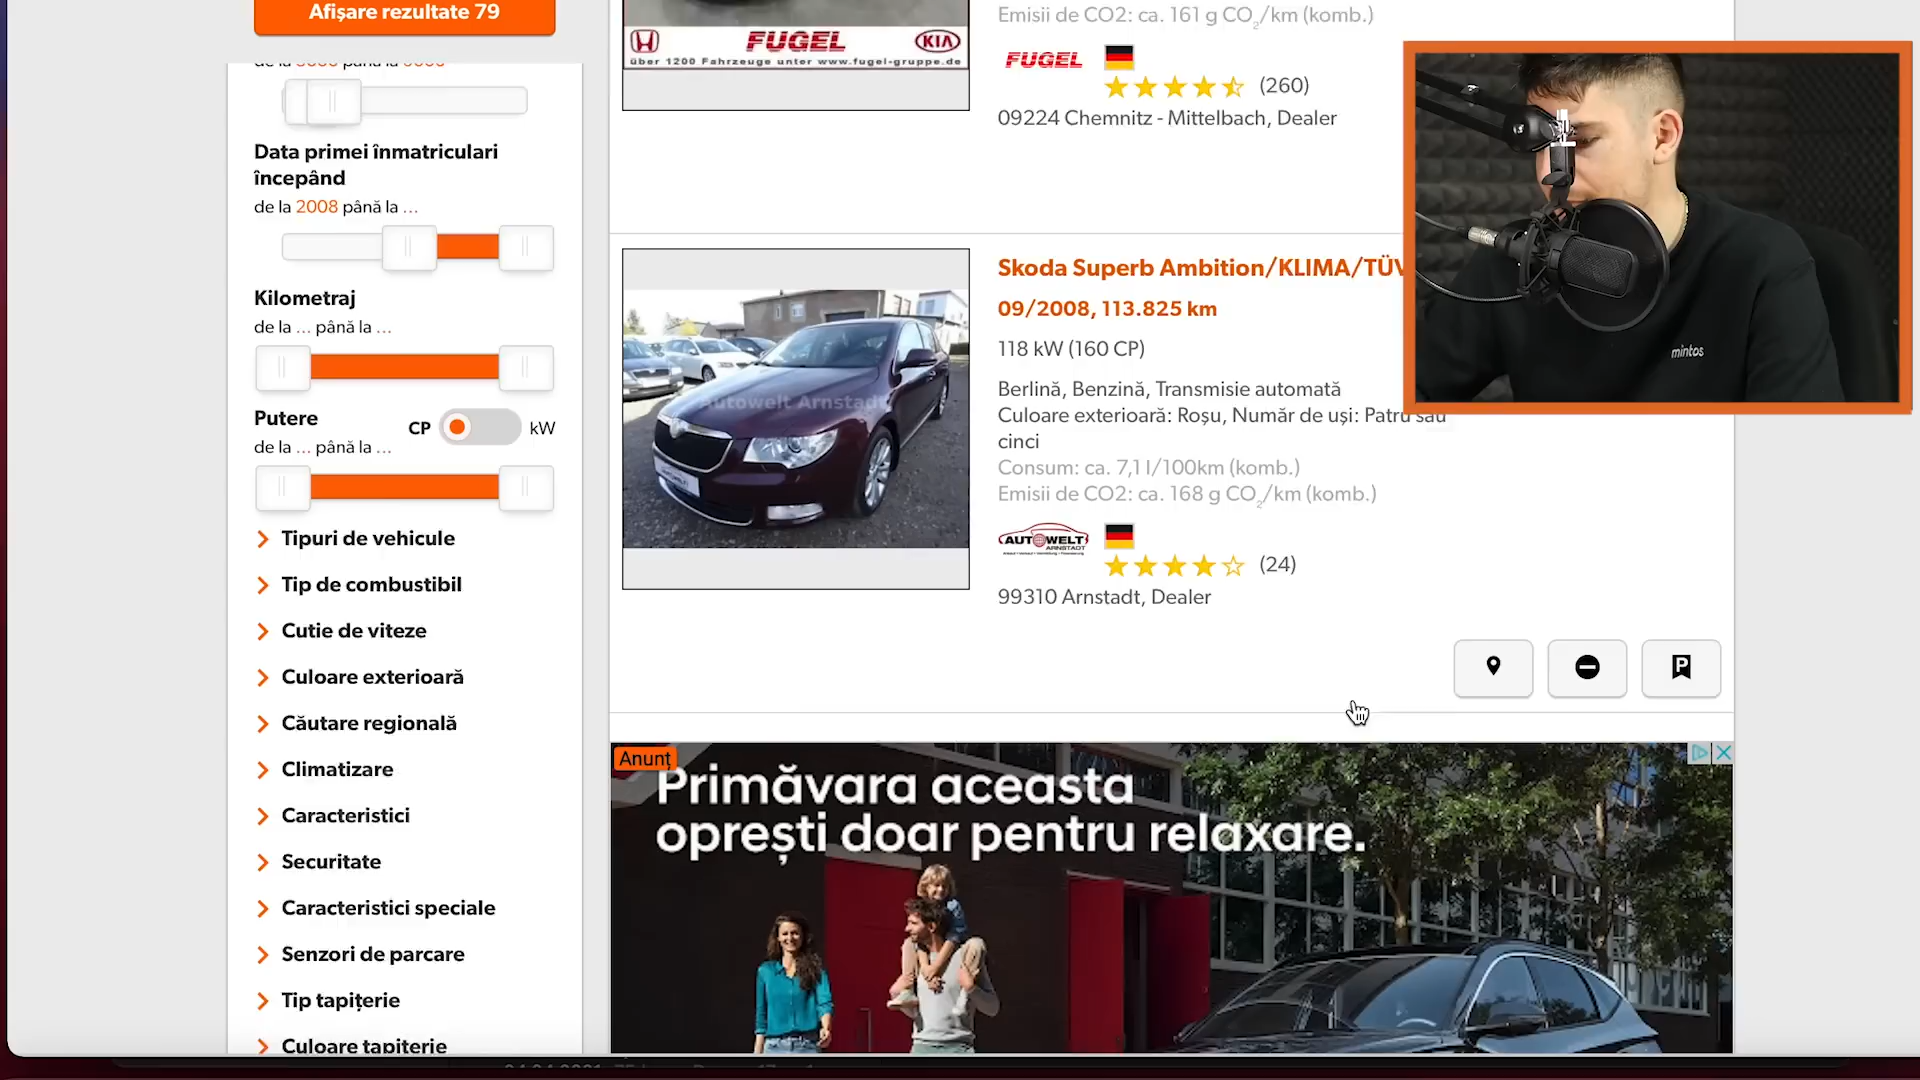 Afișare rezultate 79
Data primei înmatriculari
începând
de la 2008 până la ...
Kilometraj
de la ... până la ...
Putere
CP
kW
de la ... până la ...
Tipuri de vehicule
Tip de combustibil
Cutie de viteze
Culoare exterioară
Căutare regională
Climatizare
Caracteristici
Securitate
Caracteristici speciale
Senzori de parcare
Tip tapițerie
Culoare tapițerie
FUGEL
KIA
über 1200 Fahrzeuge unter www.fugel-gruppe.de
Emisii de CO2: ca. 161 g CO2/km (komb.)
FUGEL
(260)
09224 Chemnitz - Mittelbach, Dealer
Autowelt Arnstadt
Skoda Superb Ambition/KLIMA/TÜV
09/2008, 113.825 km
118 kW (160 CP)
Berlină, Benzină, Transmisie automată
Culoare exterioară: Roșu, Număr de uși: Patru sau
cinci
Consum: ca. 7,1 l/100km (komb.)
Emisii de CO2: ca. 168 g CO2/km (komb.)
AUTOWELT
ARNSTADT
(24)
99310 Arnstadt, Dealer
P
mintos
Anunț
Primăvara aceasta
oprești doar pentru relaxare.